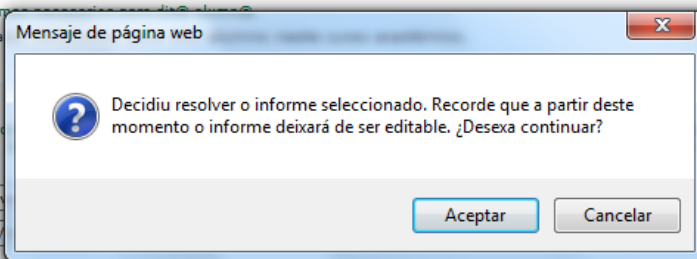 Mensaje de página web
Decidiu resolver o informe seleccionado. Recorde que a partir deste
momento o informe deixará de ser editable. ¿Desexa continuar?
Aceptar
Cancelar